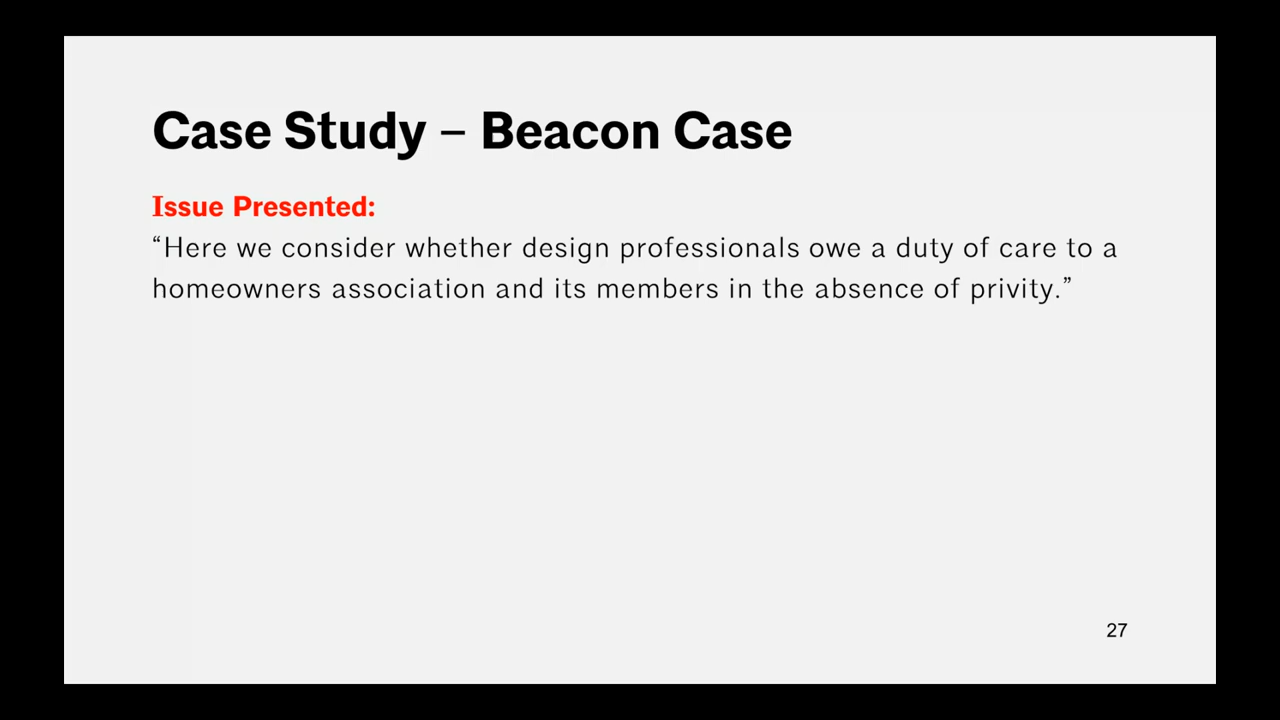 Case Study – Beacon Case
Issue Presented:
“Here we consider whether design professionals owe a duty of care to a
homeowners association and its members in the absence of privity.”
27